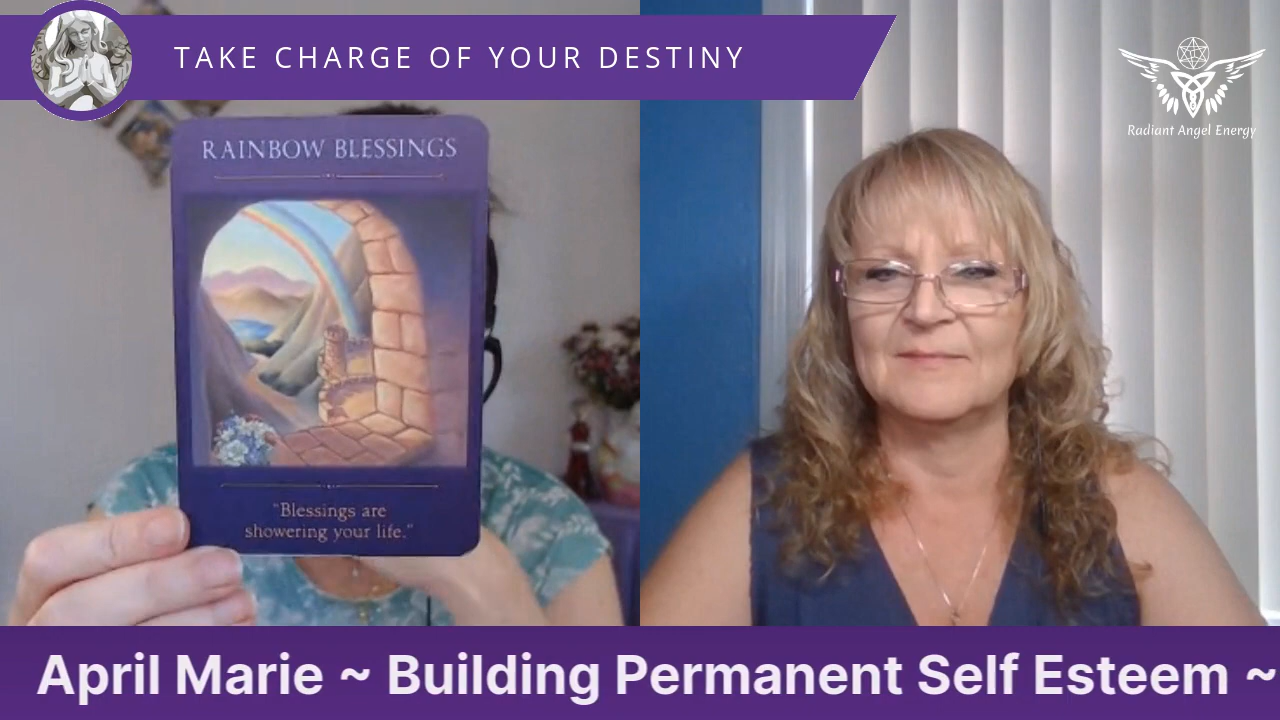 TAKE CHARGE OF YOUR DESTINY
Radiant Angel Energy
RAINBOW BLESSINGS
"Blessings are
showering your life."
April Marie ~ Building Permanent Self Esteem ~